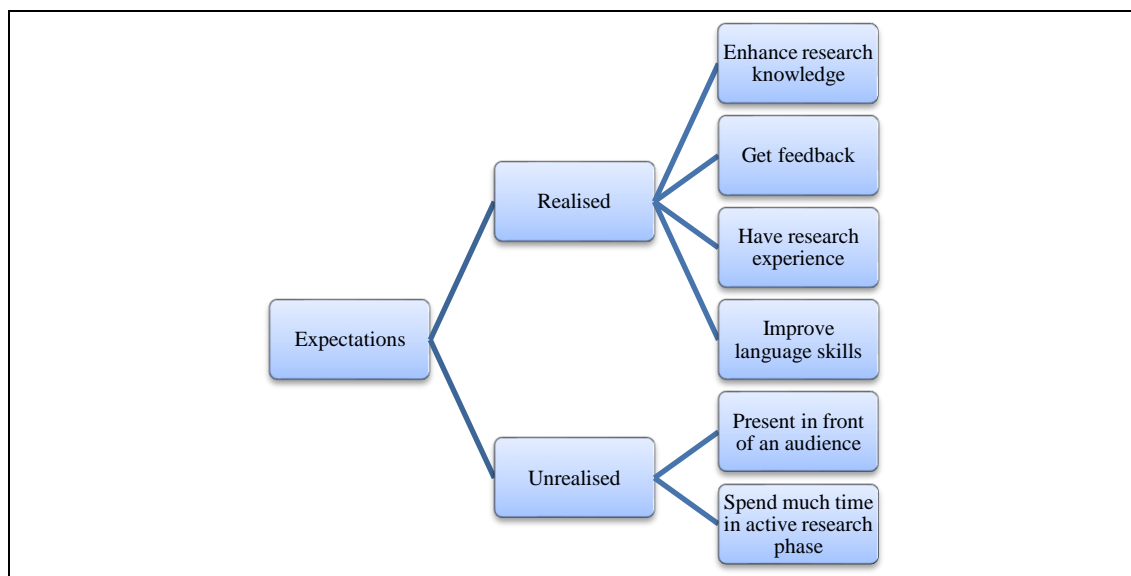 Expectations
Realised
Enhance research
knowledge
Get feedback
Have research
experience
Improve
language skills
Unrealised
Present in front
of an audience
Spend much time
in active research
phase